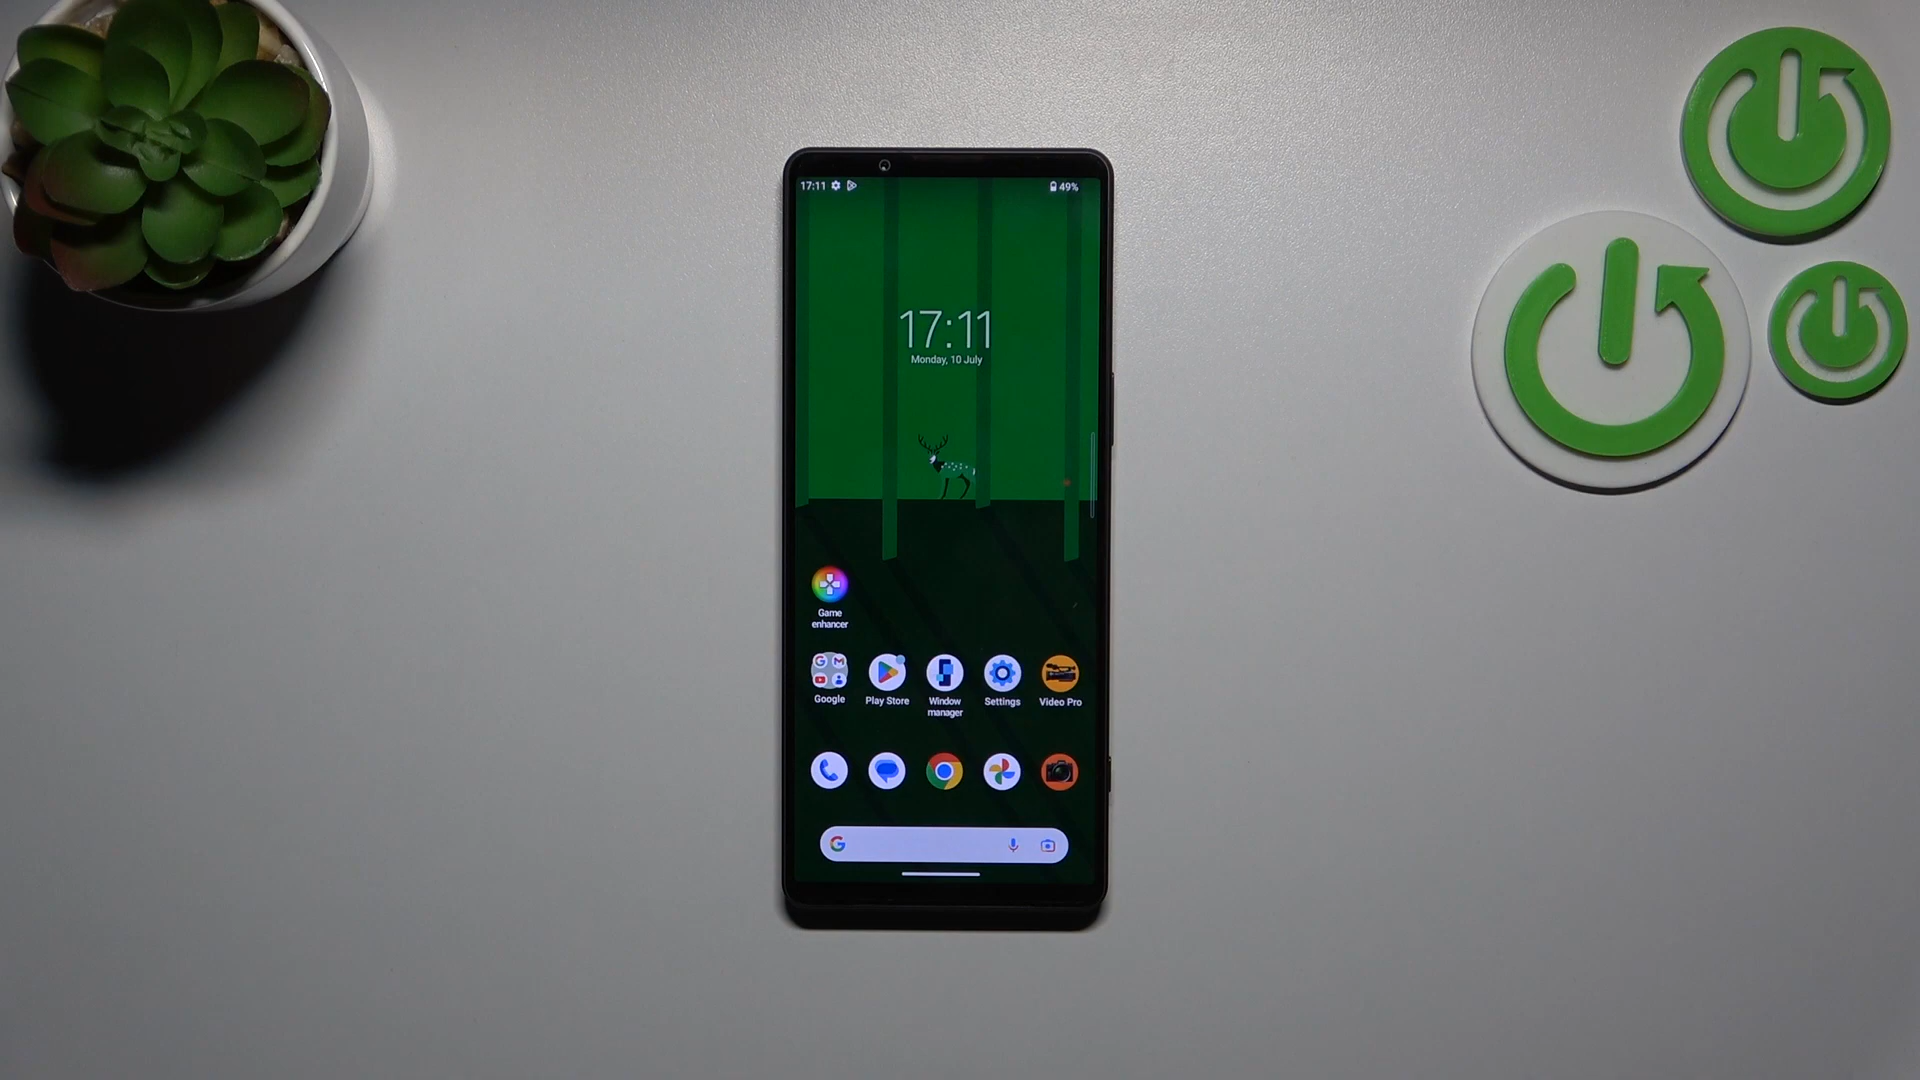 17:11
49%
17:11
Monday, 10 July
Game
enhancer
Google
Play Store
Window
manager
Settings
Video Pro